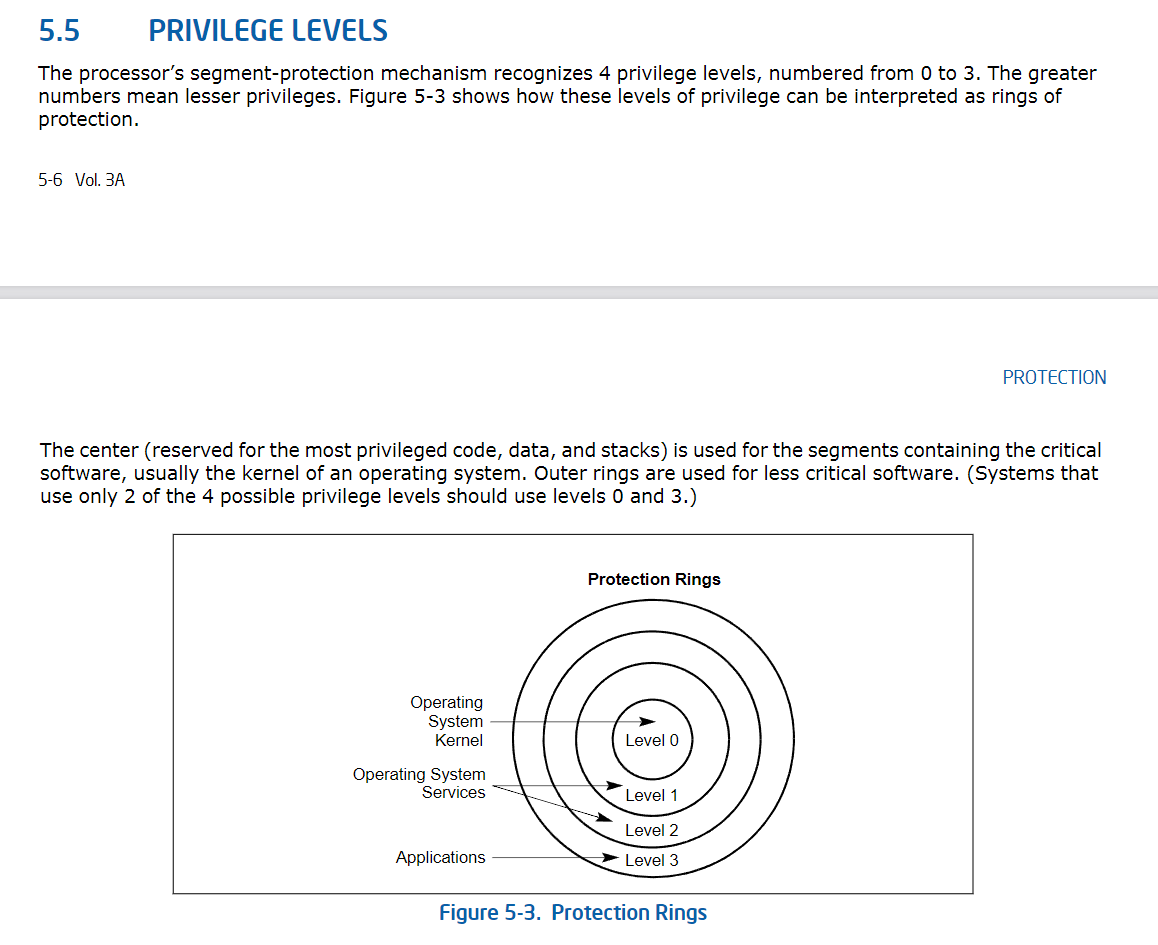 5.5 PRIVILEGE LEVELS
The processor’s segment-protection mechanism recognizes 4 privilege levels, numbered from 0 to 3. The greater
numbers mean lesser privileges. Figure 5-3 shows how these levels of privilege can be interpreted as rings of
protection.
5-6 Vol. 3A
PROTECTION
The center (reserved for the most privileged code, data, and stacks) is used for the segments containing the critical
software, usually the kernel of an operating system. Outer rings are used for less critical software. (Systems that
use only 2 of the 4 possible privilege levels should use levels 0 and 3.)
Protection Rings
Operating
System
Kernel
Level 0
Operating System
Services
Level 1
Level 2
Applications
Level 3
Figure 5-3. Protection Rings